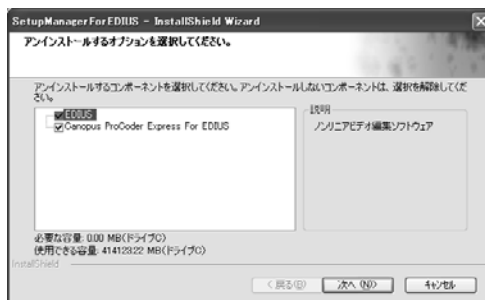 SetupManagerForEDIUS - InstallShield Wizard
アンインストールするオプションを選択してください。
アンインストールするコンポーネントを選択してください。アンインストールしないコンポーネントは、選択を解除してくだ
さい。
EDIUS
Canopus ProCoder Express For EDIUS
説明
ノンリニアビデオ編集ソフトウェア
必要な容量: 0.00 MB(ドライブC)
使用できる容量: 41412322 MB(ドライブC)
InstallShield
< 戻る(B)
次へ (N)>
キャンセル